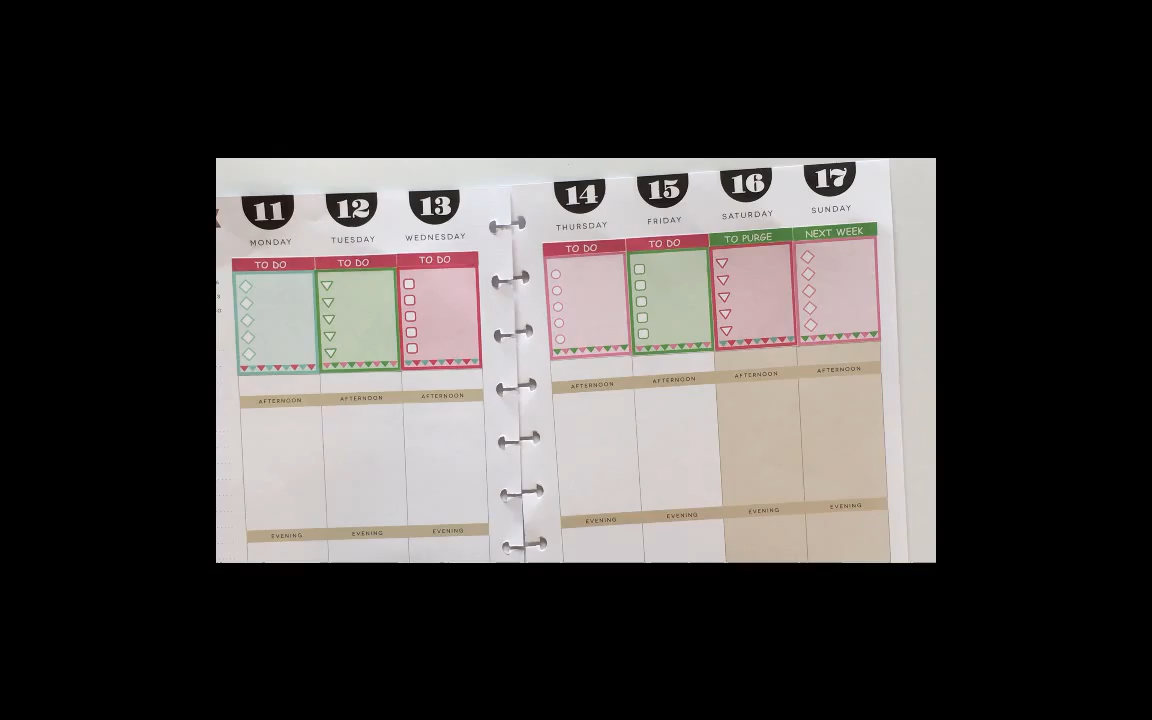 11 12 13 14 15 16 17
MONDAY TUESDAY WEDNESDAY THURSDAY FRIDAY SATURDAY SUNDAY
TO DO TO DO TO DO TO DO TO DO TO PURGE NEXT WEEK
AFTERNOON AFTERNOON AFTERNOON AFTERNOON AFTERNOON AFTERNOON AFTERNOON
EVENING EVENING EVENING EVENING EVENING EVENING EVENING